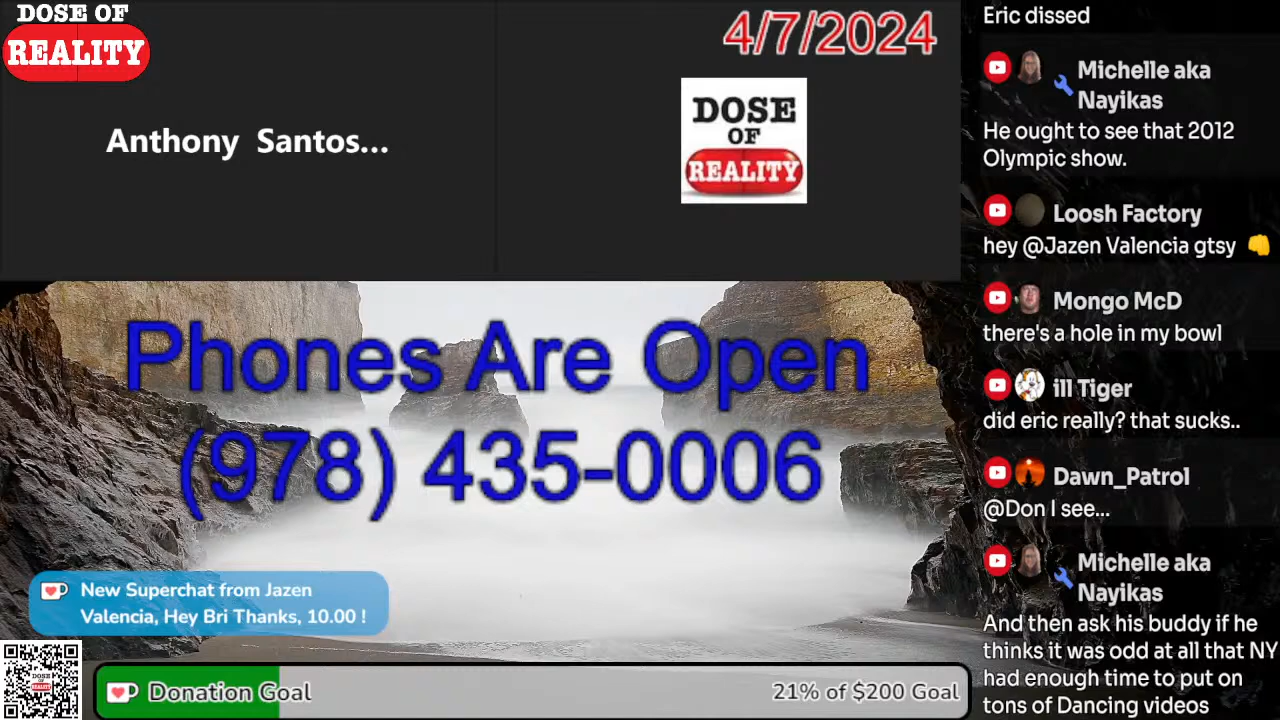 DOSE OF
REALITY
Anthony Santos...
4/7/2024
DOSE
OF
REALITY
Phones Are Open
(978) 435-0006
New Superchat from Jazen
Valencia, Hey Bri Thanks, 10.00 !
DOSE
OF
REALITY
Donation Goal
21% of $200 Goal
Eric dissed
Michelle aka
Nayikas
He ought to see that 2012
Olympic show.
Loosh Factory
hey @Jazen Valencia gtsy 👊
Mongo McD
there's a hole in my bowl
ill Tiger
did eric really? that sucks..
Dawn_Patrol
@Don I see...
Michelle aka
Nayikas
And then ask his buddy if he
thinks it was odd at all that NY
had enough time to put on
tons of Dancing videos